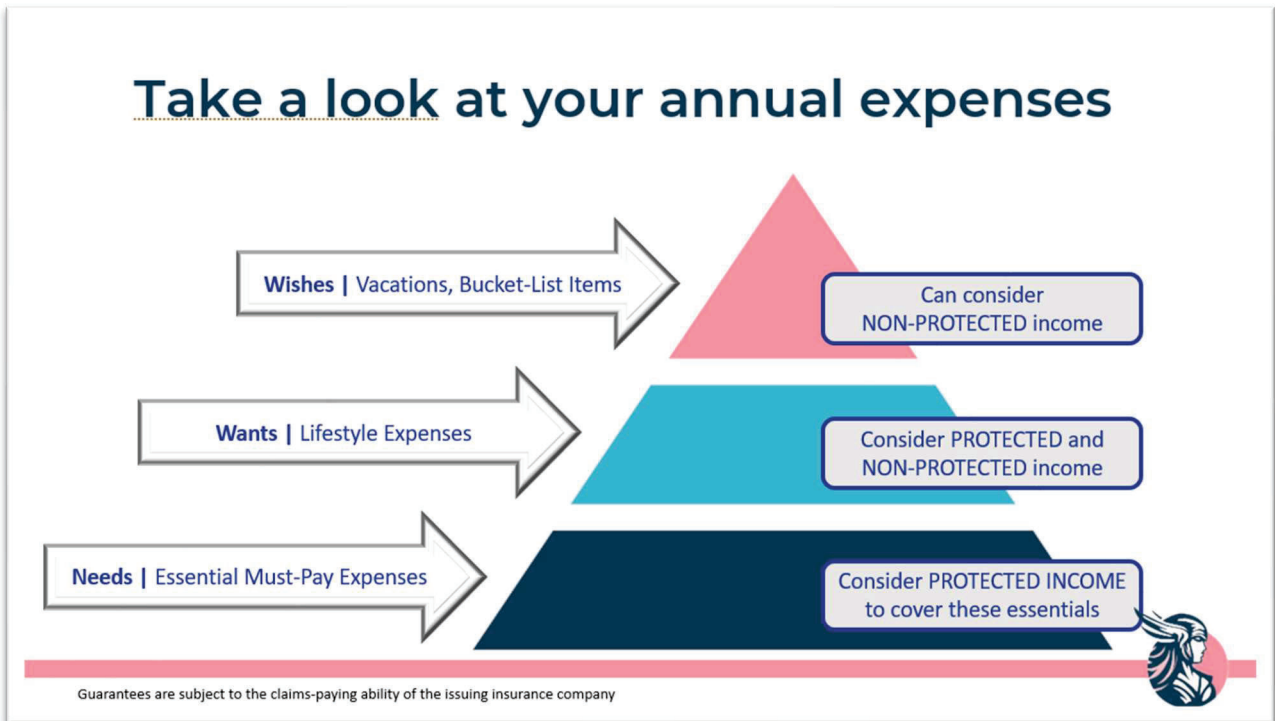 Take a look at your annual expenses
Wishes | Vacations, Bucket-List Items
Can consider
NON-PROTECTED income
Wants | Lifestyle Expenses
Consider PROTECTED and
NON-PROTECTED income
Needs | Essential Must-Pay Expenses
Consider PROTECTED INCOME
to cover these essentials
Guarantees are subject to the claims-paying ability of the issuing insurance company